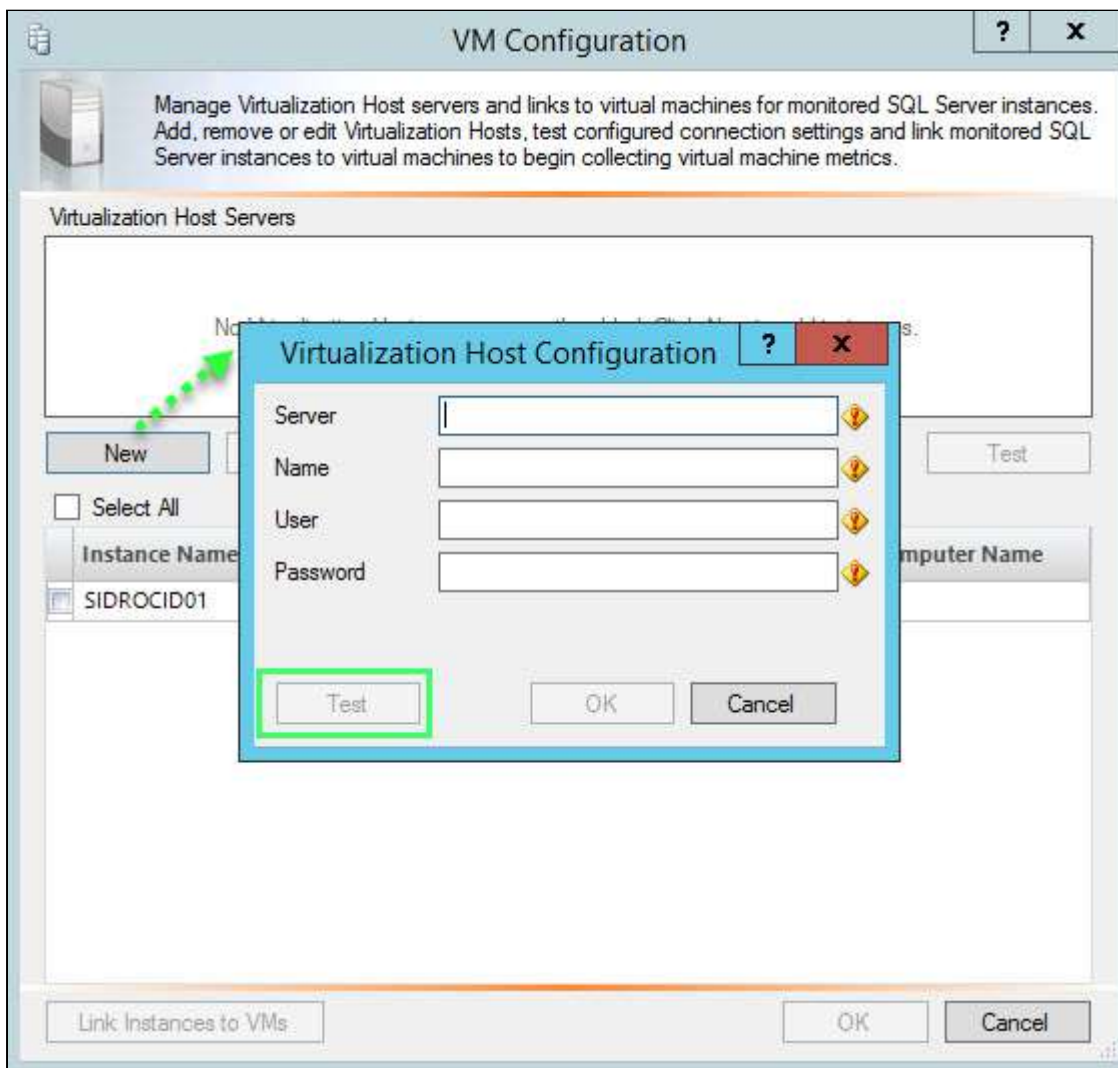 VM Configuration
?
x
Manage Virtualization Host servers and links to virtual machines for monitored SQL Server instances.
Add, remove or edit Virtualization Hosts, test configured connection settings and link monitored SQL
Server instances to virtual machines to begin collecting virtual machine metrics.
Virtualization Host Servers
Virtualization Host Configuration
?
x
Server
Name
User
Password
Test
OK
Cancel
New
Test
Select All
Instance Name
SIDROCID01
Link Instances to VMs
OK
Cancel